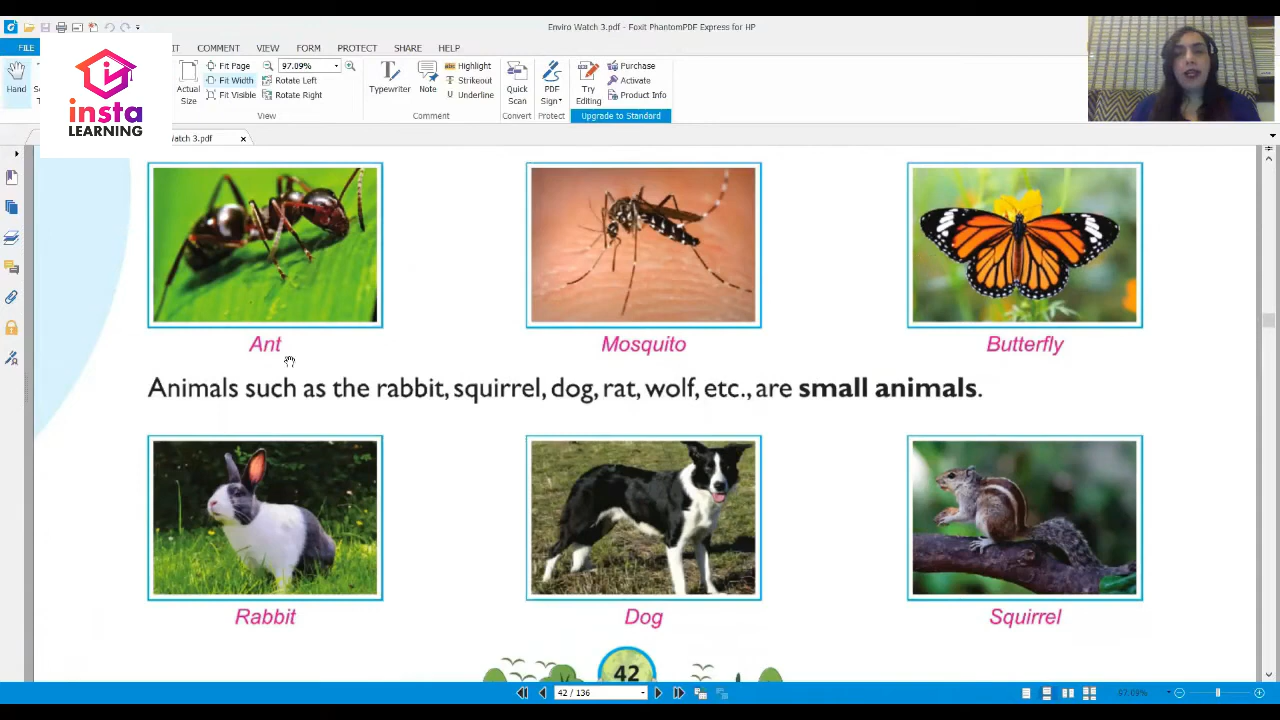 Enviro Watch 3.pdf - Foxit PhantomPDF Express for HP
FILE
COMMENT
VIEW
FORM
PROTECT
SHARE
HELP
insta
LEARNING
Hand
Actual
Size
Fit Page
Fit Width
Fit Visible
97.09%
Rotate Left
Rotate Right
View
Typewriter
Note
Highlight
Strikeout
Underline
Comment
Quick
Scan
Convert
PDF
Sign
Protect
Try
Editing
Purchase
Activate
Product Info
Upgrade to Standard
Watch 3.pdf
Ant
Mosquito
Butterfly
Animals such as the rabbit, squirrel, dog, rat, wolf, etc., are small animals.
Rabbit
Dog
Squirrel
42
42 / 136
97.09%